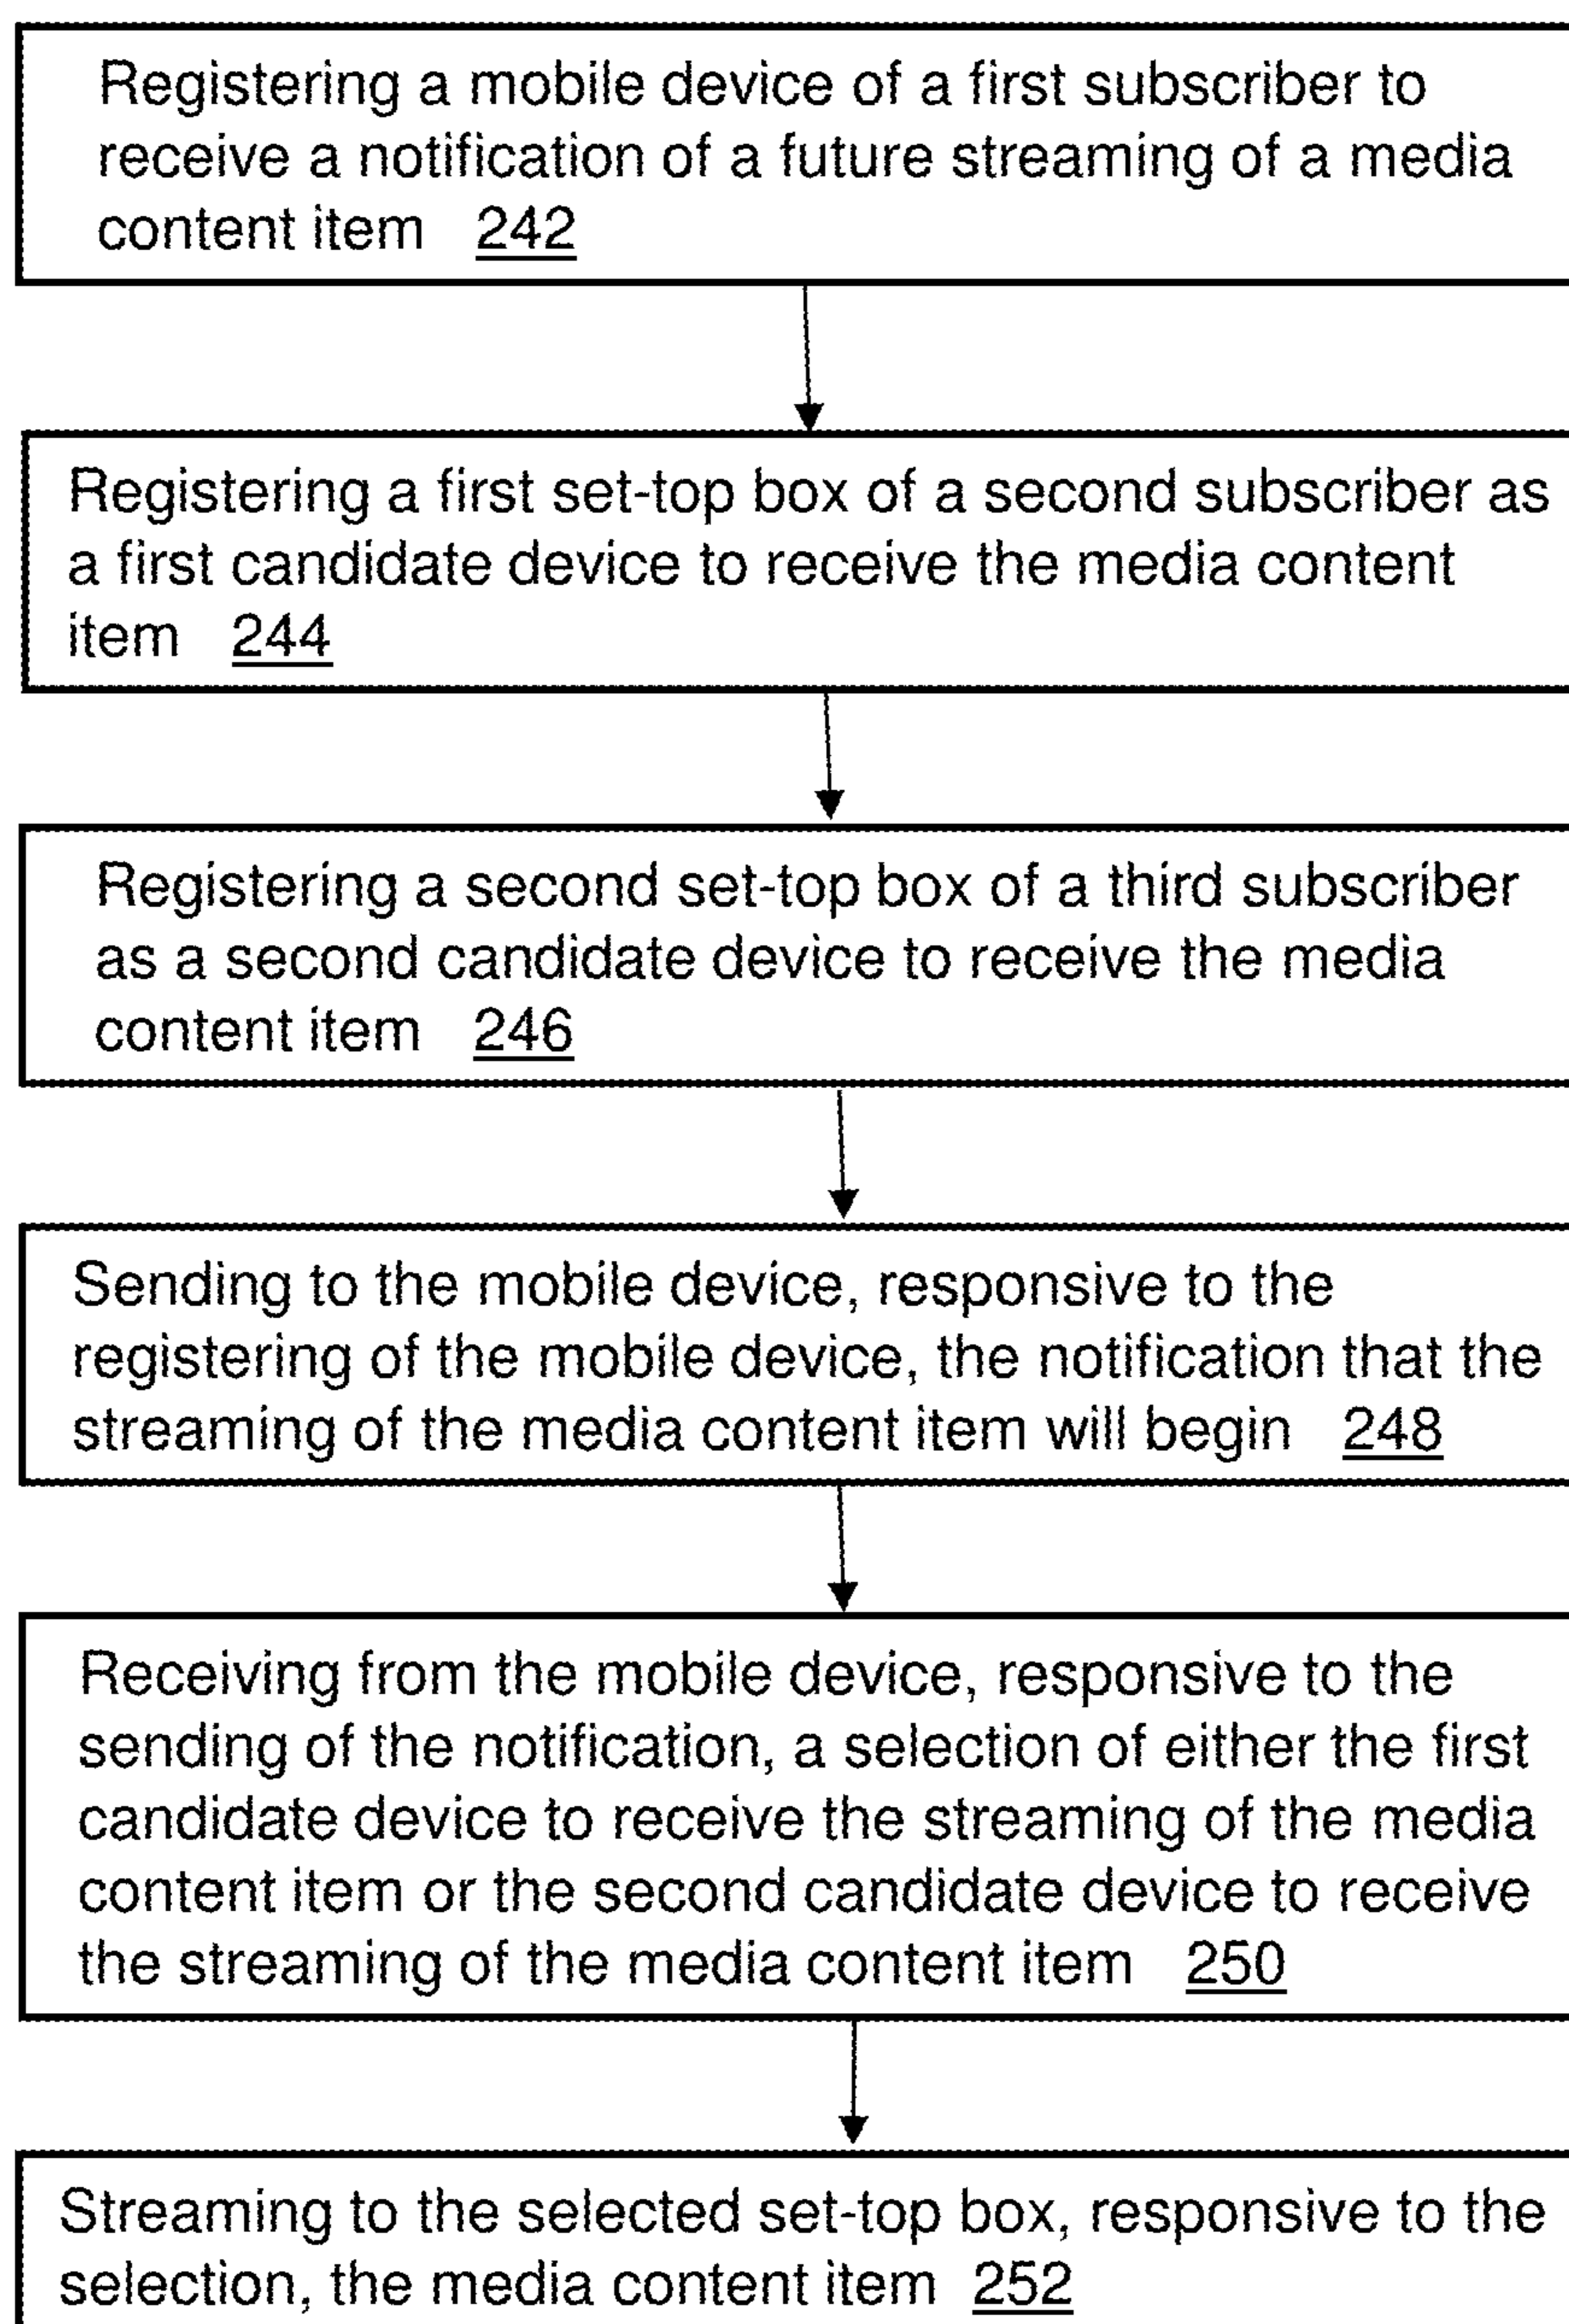 Registering a mobile device of a first subscriber to
receive a notification of a future streaming of a media
content item 242
Registering a first set-top box of a second subscriber as
a first candidate device to receive the media content
item 244
Registering a second set-top box of a third subscriber
as a second candidate device to receive the media
content item 246
Sending to the mobile device, responsive to the
registering of the mobile device, the notification that the
streaming of the media content item will begin 248
Receiving from the mobile device, responsive to the
sending of the notification, a selection of either the first
candidate device to receive the streaming of the media
content item or the second candidate device to receive
the streaming of the media content item 250
Streaming to the selected set-top box, responsive to the
selection, the media content item 252